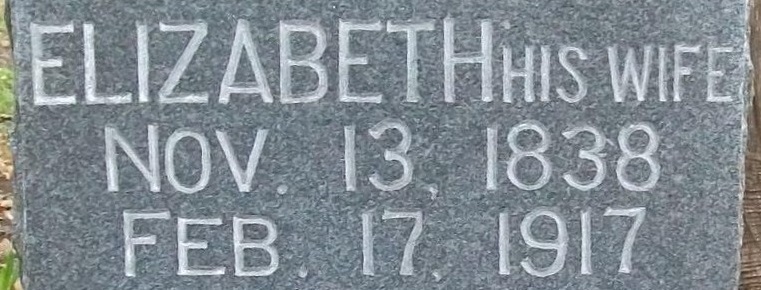 ELIZABETH HIS WIFE
NOV. 13, 1838
FEB. 17, 1917